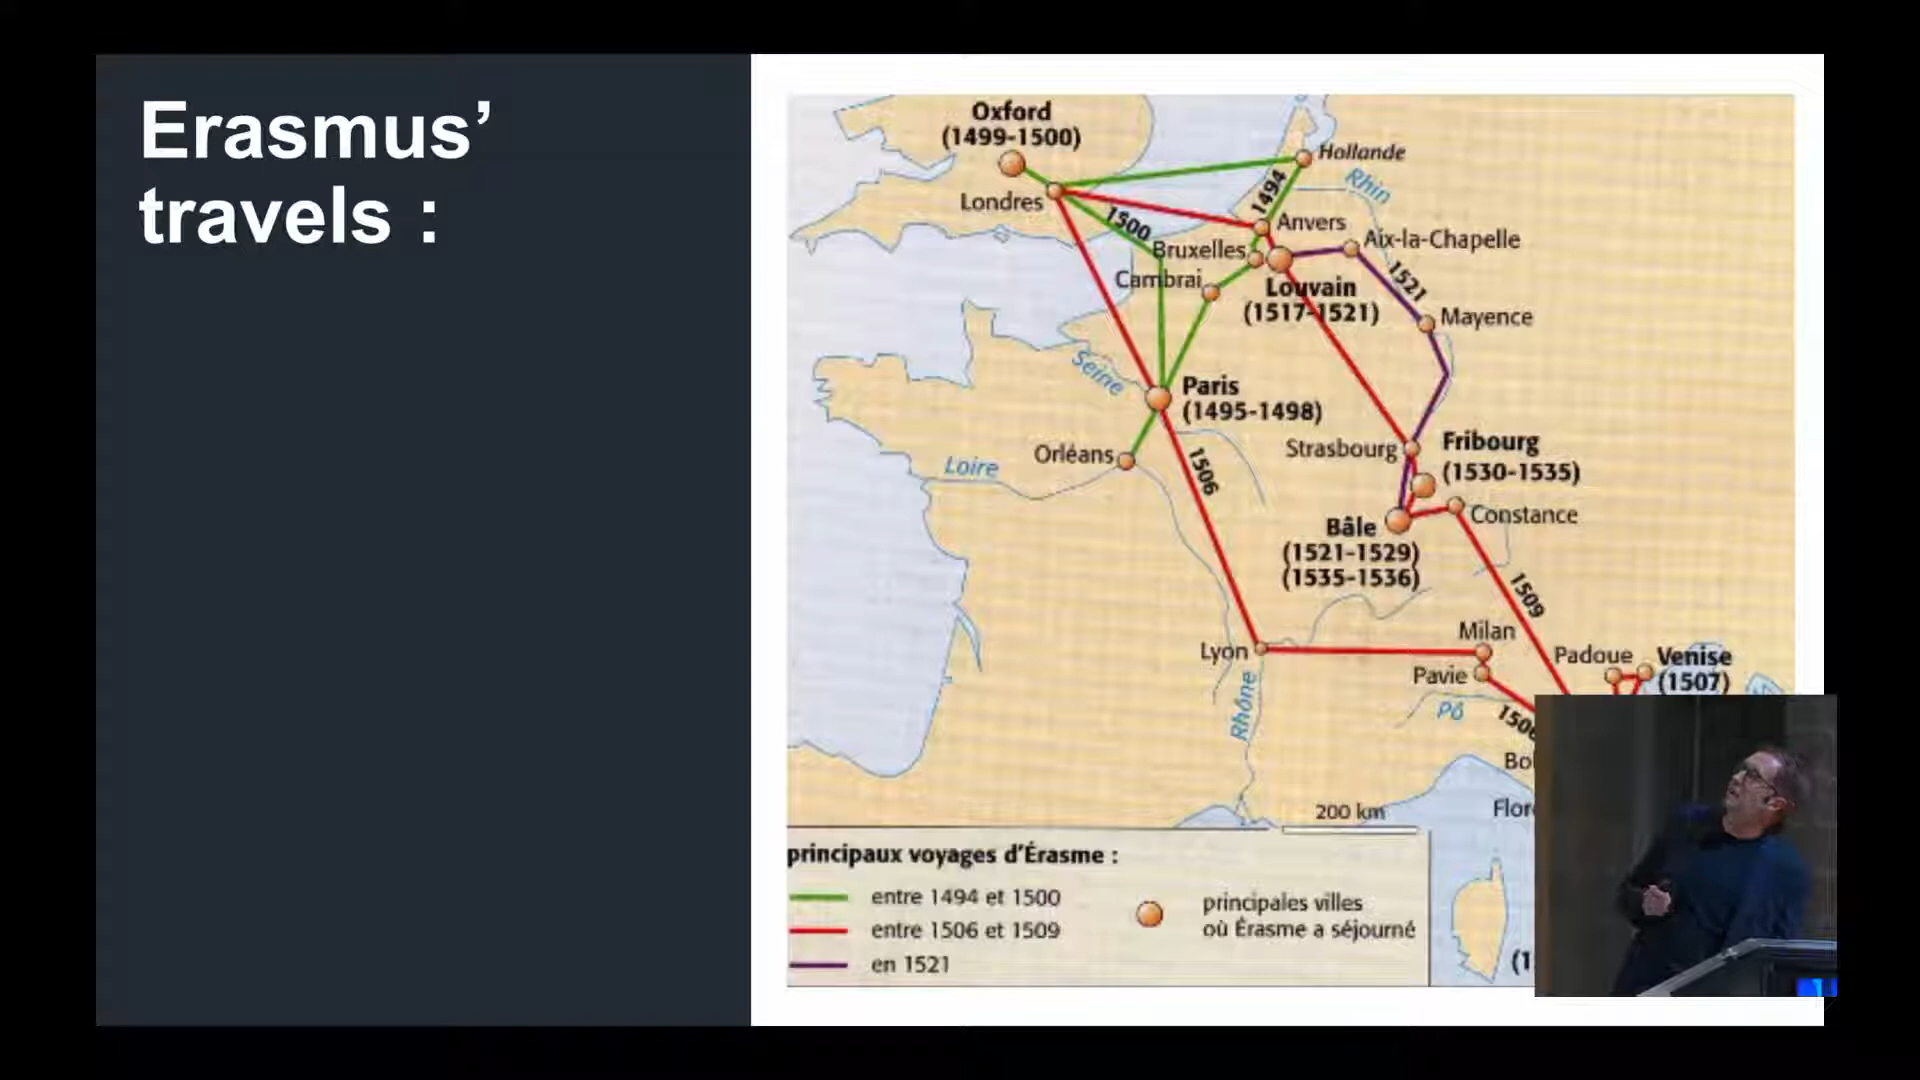 Erasmus’
travels :
Oxford
(1499-1500)
Hollande
Rhin
1494
Londres
1500
Anvers
Bruxelles
Aix-la-Chapelle
Cambrai
1521
Louvain
(1517-1521)
Mayence
Seine
Paris
(1495-1498)
Orléans
Loire
1506
Strasbourg
Fribourg
(1530-1535)
Constance
Bâle
(1521-1529)
(1535-1536)
1509
Milan
Lyon
Padoue
Venise
(1507)
Pavie
Rhône
Pô
200 km
principaux voyages d’Érasme :
entre 1494 et 1500
entre 1506 et 1509
en 1521
principales villes
où Érasme a séjourné